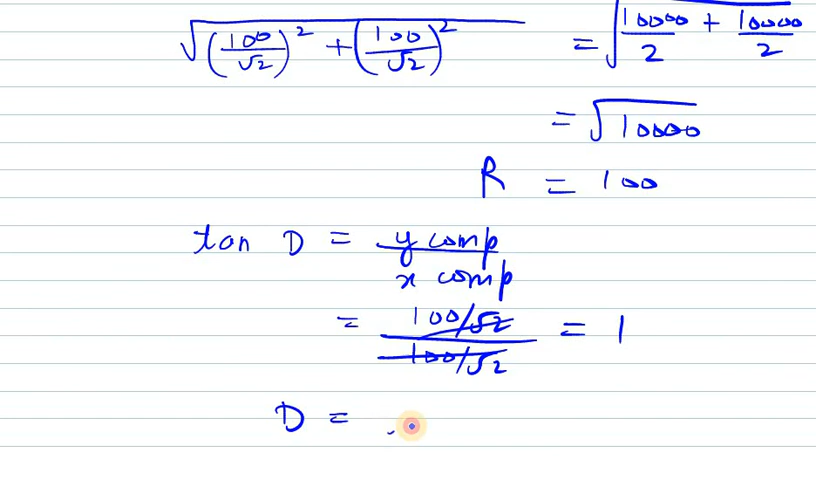 √((100/√2)² + (100/√2)²) = √(10000/2 + 10000/2)
= √10000
R = 100
tan D = y comp / x comp
= 100/√2 / 100/√2 = 1
D =